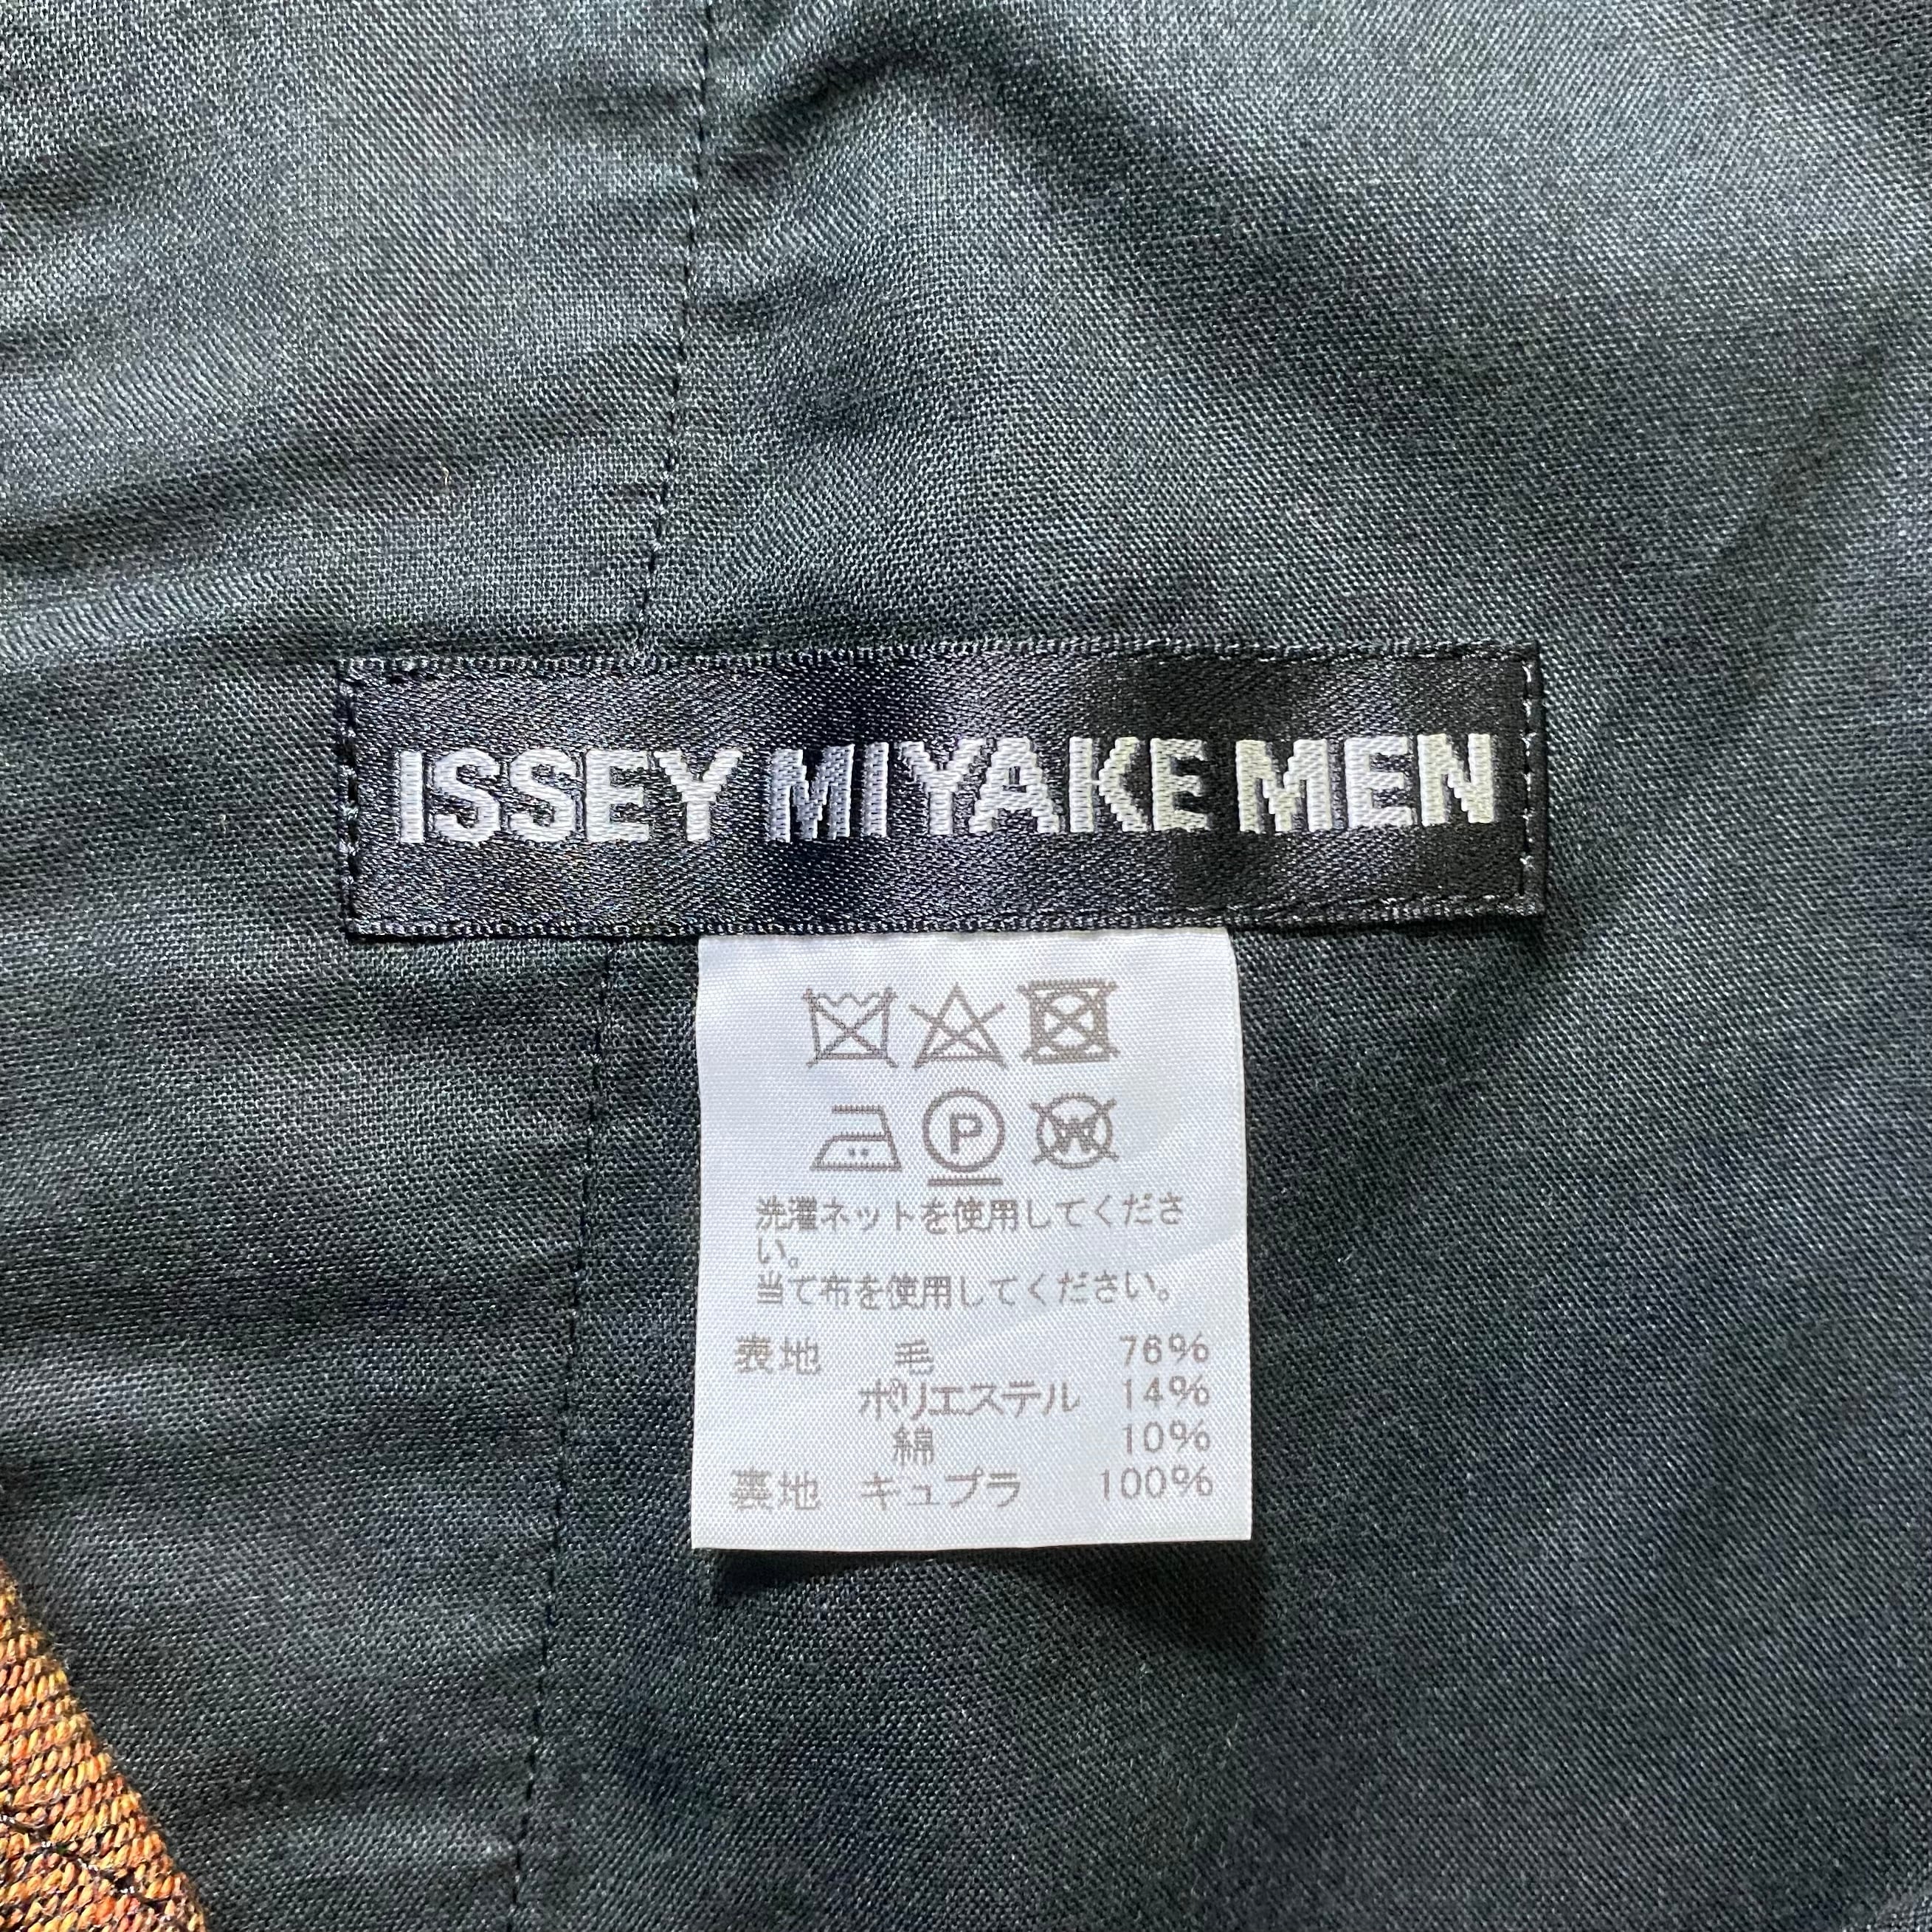 ISSEY MIYAKE MEN
P W
洗濯ネットを使用してくださ
い。
当て布を使用してください。
表地 毛 76%
ポリエステル 14%
綿 10%
裏地 キュプラ 100%